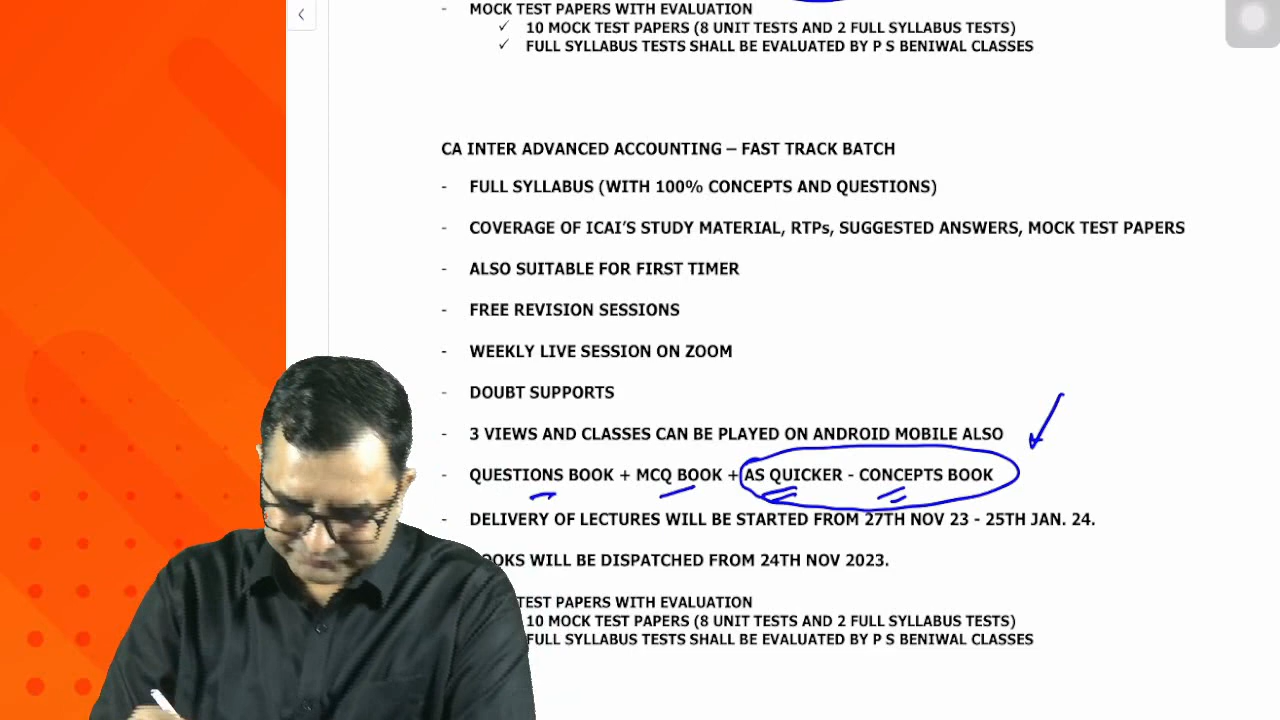 - MOCK TEST PAPERS WITH EVALUATION
✓ 10 MOCK TEST PAPERS (8 UNIT TESTS AND 2 FULL SYLLABUS TESTS)
✓ FULL SYLLABUS TESTS SHALL BE EVALUATED BY P S BENIWAL CLASSES
CA INTER ADVANCED ACCOUNTING – FAST TRACK BATCH
- FULL SYLLABUS (WITH 100% CONCEPTS AND QUESTIONS)
- COVERAGE OF ICAI'S STUDY MATERIAL, RTPs, SUGGESTED ANSWERS, MOCK TEST PAPERS
- ALSO SUITABLE FOR FIRST TIMER
- FREE REVISION SESSIONS
- WEEKLY LIVE SESSION ON ZOOM
- DOUBT SUPPORTS
- 3 VIEWS AND CLASSES CAN BE PLAYED ON ANDROID MOBILE ALSO
- QUESTIONS BOOK + MCQ BOOK + AS QUICKER - CONCEPTS BOOK
- DELIVERY OF LECTURES WILL BE STARTED FROM 27TH NOV 23 - 25TH JAN. 24.
OOKS WILL BE DISPATCHED FROM 24TH NOV 2023.
TEST PAPERS WITH EVALUATION
10 MOCK TEST PAPERS (8 UNIT TESTS AND 2 FULL SYLLABUS TESTS)
FULL SYLLABUS TESTS SHALL BE EVALUATED BY P S BENIWAL CLASSES